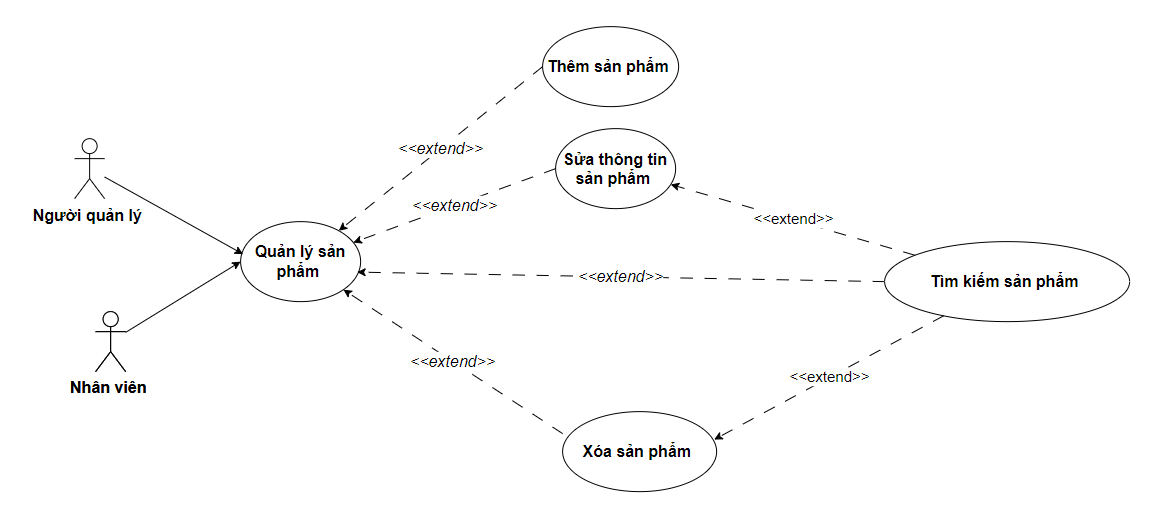 Thêm sản phẩm
<<extend>>
Sửa thông tin
sản phẩm
<<extend>>
<<extend>>
Người quản lý
Quản lý sản
phẩm
<<extend>>
Tìm kiếm sản phẩm
Nhân viên
<<extend>>
<<extend>>
Xóa sản phẩm